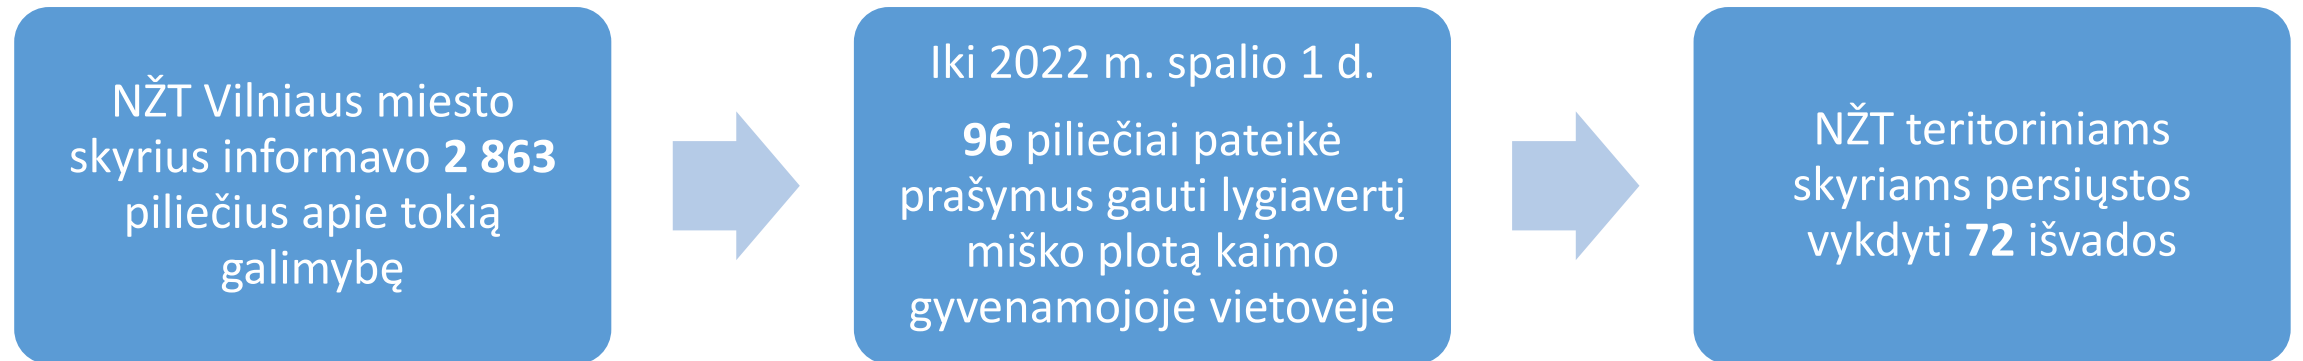 NŽT Vilniaus miesto
skyrius informavo 2 863
piliečius apie tokią
galimybę
Iki 2022 m. spalio 1 d.
96 piliečiai pateikė
prašymus gauti lygiavertį
miško plotą kaimo
gyvenamojoje vietovėje
NŽT teritoriniams
skyriams persiųstos
vykdyti 72 išvados